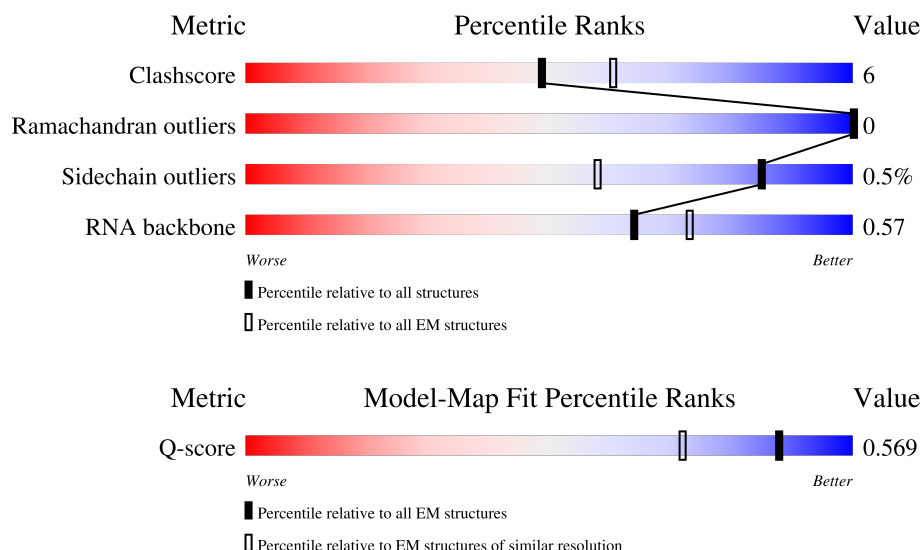 Metric Percentile Ranks Value
Clashscore 6
Ramachandran outliers 0
Sidechain outliers 0.5%
RNA backbone 0.57
Worse Better
Percentile relative to all structures
Percentile relative to all EM structures
Metric Model-Map Fit Percentile Ranks Value
Q-score 0.569
Worse Better
Percentile relative to all EM structures
Percentile relative to EM structures of similar resolution